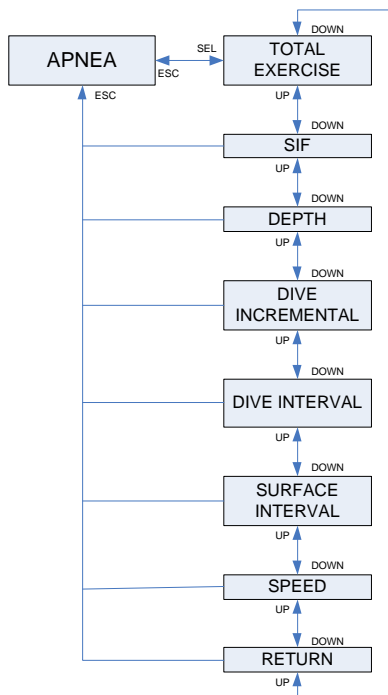 DOWN
APNEA
SEL
ESC
TOTAL
EXERCISE
ESC
UP
DOWN
SIF
UP
DOWN
DEPTH
UP
DOWN
DIVE
INCREMENTAL
UP
DOWN
DIVE INTERVAL
UP
DOWN
SURFACE
INTERVAL
UP
DOWN
SPEED
UP
DOWN
RETURN
UP